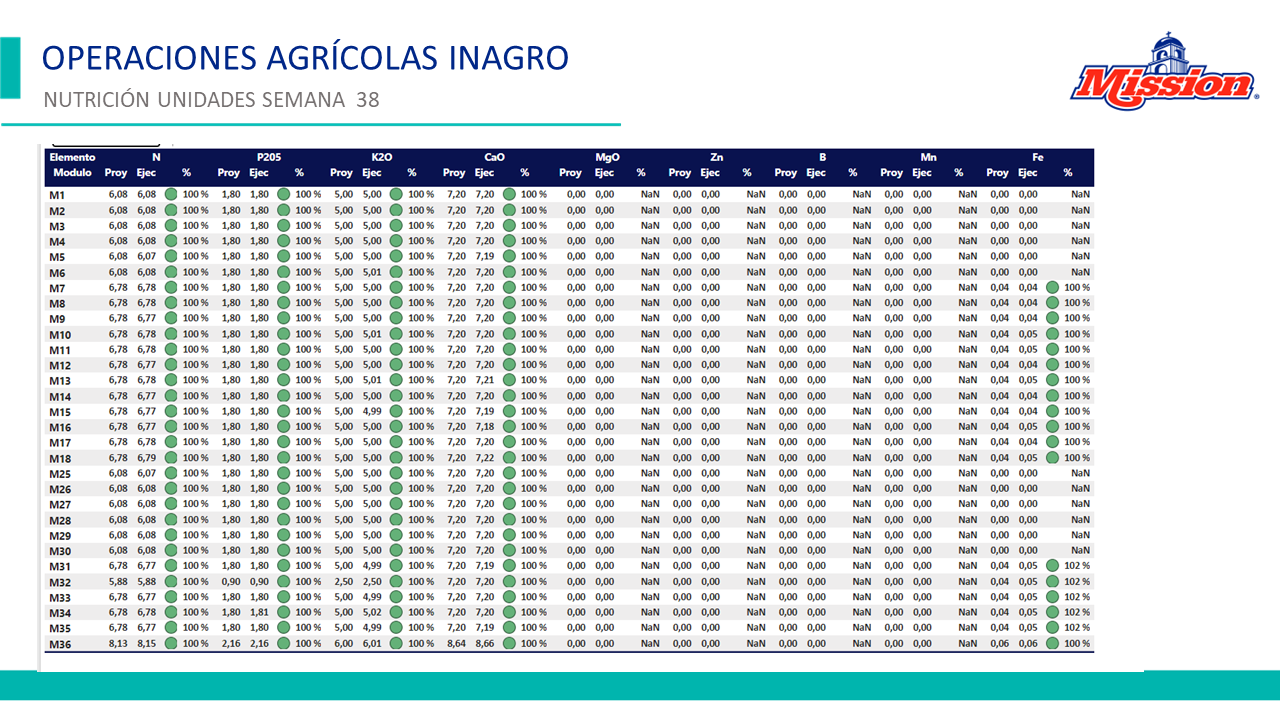 OPERACIONES AGRÍCOLAS INAGRO
NUTRICIÓN UNIDADES SEMANA 38
Mission®
Elemento N P205 K2O CaO MgO Zn B Mn Fe
Modulo Proy Ejec % Proy Ejec % Proy Ejec % Proy Ejec % Proy Ejec % Proy Ejec % Proy Ejec % Proy Ejec % Proy Ejec %
M1 6,08 6,08 100 % 1,80 1,80 100 % 5,00 5,00 100 % 7,20 7,20 100 % 0,00 0,00 NaN 0,00 0,00 NaN 0,00 0,00 NaN 0,00 0,00 NaN 0,00 0,00 NaN
M2 6,08 6,08 100 % 1,80 1,80 100 % 5,00 5,00 100 % 7,20 7,20 100 % 0,00 0,00 NaN 0,00 0,00 NaN 0,00 0,00 NaN 0,00 0,00 NaN 0,00 0,00 NaN
M3 6,08 6,08 100 % 1,80 1,80 100 % 5,00 5,00 100 % 7,20 7,20 100 % 0,00 0,00 NaN 0,00 0,00 NaN 0,00 0,00 NaN 0,00 0,00 NaN 0,00 0,00 NaN
M4 6,08 6,08 100 % 1,80 1,80 100 % 5,00 5,00 100 % 7,20 7,20 100 % 0,00 0,00 NaN 0,00 0,00 NaN 0,00 0,00 NaN 0,00 0,00 NaN 0,00 0,00 NaN
M5 6,08 6,07 100 % 1,80 1,80 100 % 5,00 5,00 100 % 7,20 7,19 100 % 0,00 0,00 NaN 0,00 0,00 NaN 0,00 0,00 NaN 0,00 0,00 NaN 0,00 0,00 NaN
M6 6,08 6,08 100 % 1,80 1,80 100 % 5,00 5,01 100 % 7,20 7,20 100 % 0,00 0,00 NaN 0,00 0,00 NaN 0,00 0,00 NaN 0,00 0,00 NaN 0,00 0,00 NaN
M7 6,78 6,78 100 % 1,80 1,80 100 % 5,00 5,00 100 % 7,20 7,20 100 % 0,00 0,00 NaN 0,00 0,00 NaN 0,00 0,00 NaN 0,00 0,00 NaN 0,04 0,04 100 %
M8 6,78 6,78 100 % 1,80 1,80 100 % 5,00 5,00 100 % 7,20 7,20 100 % 0,00 0,00 NaN 0,00 0,00 NaN 0,00 0,00 NaN 0,00 0,00 NaN 0,04 0,04 100 %
M9 6,78 6,77 100 % 1,80 1,80 100 % 5,00 5,00 100 % 7,20 7,20 100 % 0,00 0,00 NaN 0,00 0,00 NaN 0,00 0,00 NaN 0,00 0,00 NaN 0,04 0,04 100 %
M10 6,78 6,77 100 % 1,80 1,80 100 % 5,00 5,01 100 % 7,20 7,20 100 % 0,00 0,00 NaN 0,00 0,00 NaN 0,00 0,00 NaN 0,00 0,00 NaN 0,04 0,05 100 %
M11 6,78 6,78 100 % 1,80 1,80 100 % 5,00 5,00 100 % 7,20 7,20 100 % 0,00 0,00 NaN 0,00 0,00 NaN 0,00 0,00 NaN 0,00 0,00 NaN 0,04 0,05 100 %
M12 6,78 6,77 100 % 1,80 1,80 100 % 5,00 5,00 100 % 7,20 7,20 100 % 0,00 0,00 NaN 0,00 0,00 NaN 0,00 0,00 NaN 0,00 0,00 NaN 0,04 0,04 100 %
M13 6,78 6,78 100 % 1,80 1,80 100 % 5,00 5,01 100 % 7,20 7,21 100 % 0,00 0,00 NaN 0,00 0,00 NaN 0,00 0,00 NaN 0,00 0,00 NaN 0,04 0,05 100 %
M14 6,78 6,77 100 % 1,80 1,80 100 % 5,00 5,00 100 % 7,20 7,20 100 % 0,00 0,00 NaN 0,00 0,00 NaN 0,00 0,00 NaN 0,00 0,00 NaN 0,04 0,04 100 %
M15 6,78 6,77 100 % 1,80 1,80 100 % 5,00 4,99 100 % 7,20 7,19 100 % 0,00 0,00 NaN 0,00 0,00 NaN 0,00 0,00 NaN 0,00 0,00 NaN 0,04 0,04 100 %
M16 6,78 6,77 100 % 1,80 1,80 100 % 5,00 5,00 100 % 7,20 7,18 100 % 0,00 0,00 NaN 0,00 0,00 NaN 0,00 0,00 NaN 0,00 0,00 NaN 0,04 0,05 100 %
M17 6,78 6,78 100 % 1,80 1,80 100 % 5,00 5,00 100 % 7,20 7,20 100 % 0,00 0,00 NaN 0,00 0,00 NaN 0,00 0,00 NaN 0,00 0,00 NaN 0,04 0,04 100 %
M18 6,78 6,79 100 % 1,80 1,80 100 % 5,00 5,00 100 % 7,20 7,22 100 % 0,00 0,00 NaN 0,00 0,00 NaN 0,00 0,00 NaN 0,00 0,00 NaN 0,04 0,05 100 %
M25 6,08 6,07 100 % 1,80 1,80 100 % 5,00 5,00 100 % 7,20 7,20 100 % 0,00 0,00 NaN 0,00 0,00 NaN 0,00 0,00 NaN 0,00 0,00 NaN 0,00 0,00 NaN
M26 6,08 6,08 100 % 1,80 1,80 100 % 5,00 5,00 100 % 7,20 7,20 100 % 0,00 0,00 NaN 0,00 0,00 NaN 0,00 0,00 NaN 0,00 0,00 NaN 0,00 0,00 NaN
M27 6,08 6,08 100 % 1,80 1,80 100 % 5,00 5,00 100 % 7,20 7,20 100 % 0,00 0,00 NaN 0,00 0,00 NaN 0,00 0,00 NaN 0,00 0,00 NaN 0,00 0,00 NaN
M28 6,08 6,08 100 % 1,80 1,80 100 % 5,00 5,00 100 % 7,20 7,20 100 % 0,00 0,00 NaN 0,00 0,00 NaN 0,00 0,00 NaN 0,00 0,00 NaN 0,00 0,00 NaN
M29 6,08 6,08 100 % 1,80 1,80 100 % 5,00 5,00 100 % 7,20 7,20 100 % 0,00 0,00 NaN 0,00 0,00 NaN 0,00 0,00 NaN 0,00 0,00 NaN 0,00 0,00 NaN
M30 6,08 6,08 100 % 1,80 1,80 100 % 5,00 5,00 100 % 7,20 7,20 100 % 0,00 0,00 NaN 0,00 0,00 NaN 0,00 0,00 NaN 0,00 0,00 NaN 0,00 0,00 NaN
M31 6,78 6,77 100 % 1,80 1,80 100 % 5,00 4,99 100 % 7,20 7,19 100 % 0,00 0,00 NaN 0,00 0,00 NaN 0,00 0,00 NaN 0,00 0,00 NaN 0,04 0,05 102 %
M32 5,88 5,88 100 % 0,90 0,90 100 % 2,50 2,50 100 % 7,20 7,20 100 % 0,00 0,00 NaN 0,00 0,00 NaN 0,00 0,00 NaN 0,00 0,00 NaN 0,04 0,05 102 %
M33 6,78 6,77 100 % 1,80 1,80 100 % 5,00 4,99 100 % 7,20 7,20 100 % 0,00 0,00 NaN 0,00 0,00 NaN 0,00 0,00 NaN 0,00 0,00 NaN 0,04 0,05 102 %
M34 6,78 6,78 100 % 1,80 1,81 100 % 5,00 5,02 100 % 7,20 7,20 100 % 0,00 0,00 NaN 0,00 0,00 NaN 0,00 0,00 NaN 0,00 0,00 NaN 0,04 0,05 102 %
M35 6,78 6,77 100 % 1,80 1,80 100 % 5,00 4,99 100 % 7,20 7,19 100 % 0,00 0,00 NaN 0,00 0,00 NaN 0,00 0,00 NaN 0,00 0,00 NaN 0,04 0,05 102 %
M36 8,13 8,15 100 % 2,16 2,16 100 % 6,00 6,01 100 % 8,64 8,66 100 % 0,00 0,00 NaN 0,00 0,00 NaN 0,00 0,00 NaN 0,00 0,00 NaN 0,06 0,06 100 %